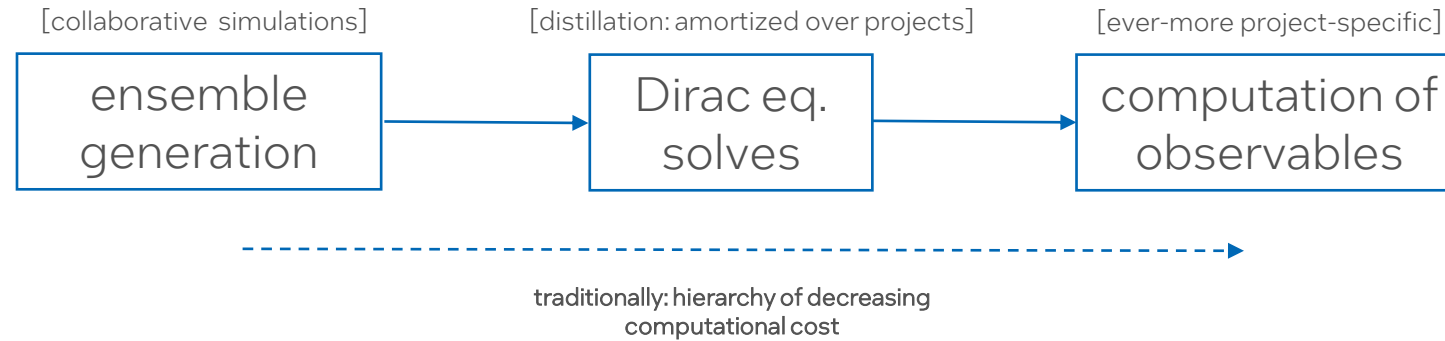 [collaborative simulations]
[distillation: amortized over projects]
[ever-more project-specific]
ensemble
generation
Dirac eq.
solves
computation of
observables
traditionally: hierarchy of decreasing
computational cost